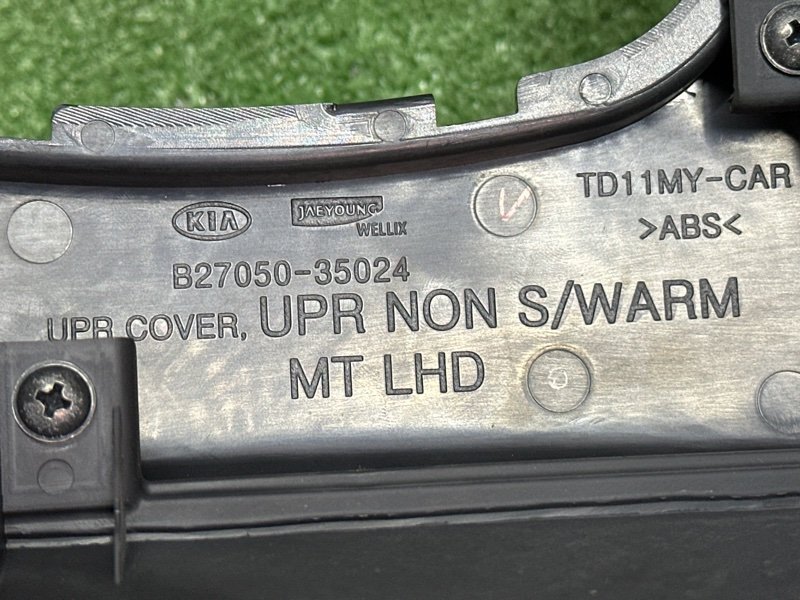 KIA
JAEYOUNG
WELLIX
TD11MY-CAR
>ABS<
B27050-35024
UPR COVER, UPR NON S/WARM
MT LHD